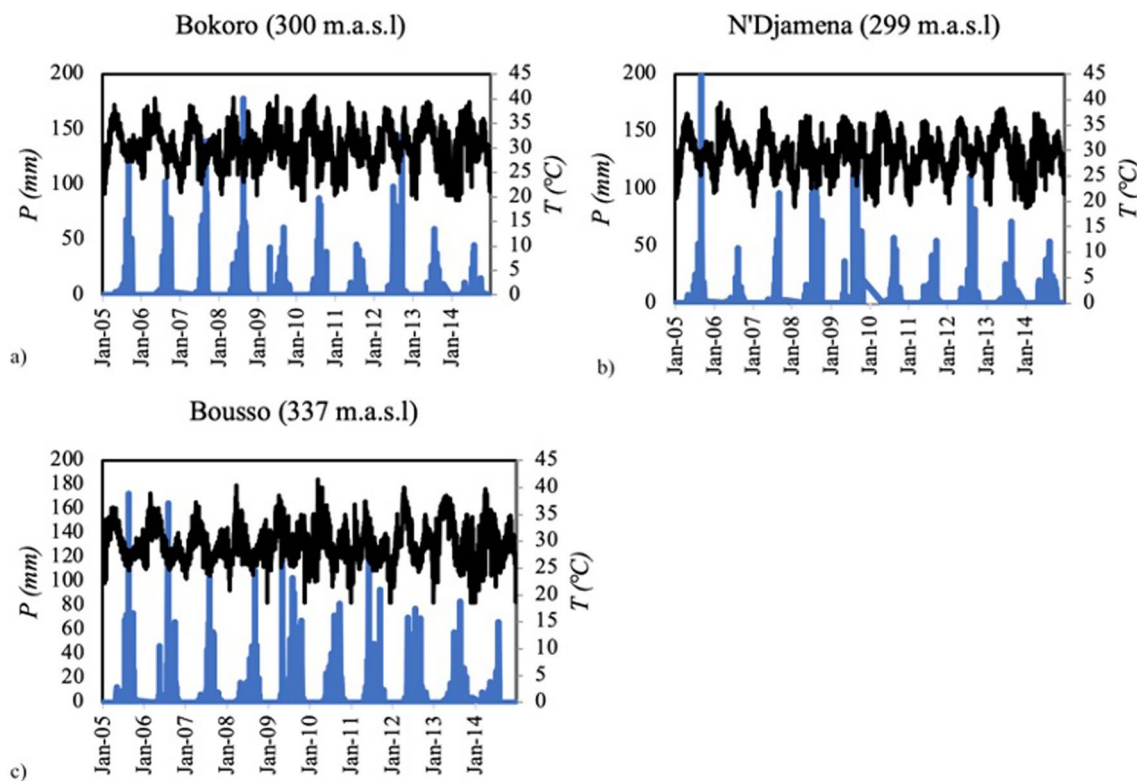 Bokoro (300 m.a.s.l)
200
150
100
50
0
P (mm)
45
40
35
30
25
20
15
10
5
0
T (°C)
Jan-05
Jan-06
Jan-07
Jan-08
Jan-09
Jan-10
Jan-11
Jan-12
Jan-13
Jan-14
a)
N'Djamena (299 m.a.s.l)
200
150
100
50
0
P (mm)
45
40
35
30
25
20
15
10
5
0
T (°C)
Jan-05
Jan-06
Jan-07
Jan-08
Jan-09
Jan-10
Jan-11
Jan-12
Jan-13
Jan-14
b)
Bousso (337 m.a.s.l)
200
180
160
140
120
100
80
60
40
20
0
P (mm)
45
40
35
30
25
20
15
10
5
0
T (°C)
Jan-05
Jan-06
Jan-07
Jan-08
Jan-09
Jan-10
Jan-11
Jan-12
Jan-13
Jan-14
c)